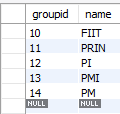 groupid name
10 FIIT
11 PRIN
12 PI
13 PMI
14 PM
NULL NULL